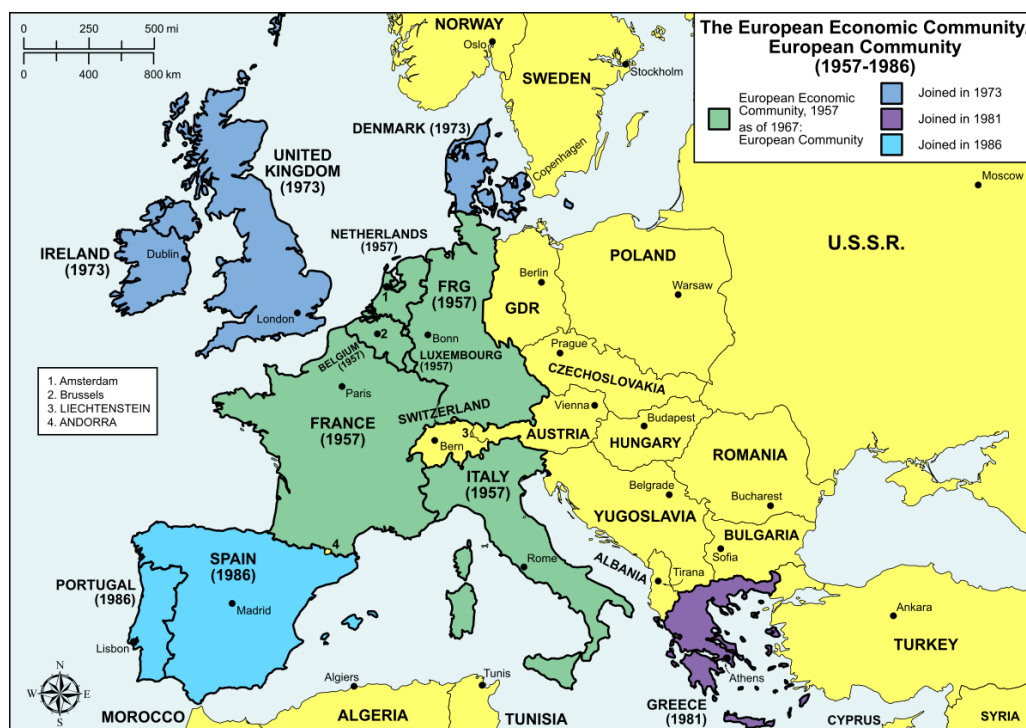 0 250 500 mi
0 400 800 km
The European Economic Community,
European Community
(1957-1986)
European Economic
Community, 1957
as of 1967:
European Community
Joined in 1973
Joined in 1981
Joined in 1986
NORWAY
Oslo
SWEDEN
Stockholm
DENMARK (1973)
Copenhagen
Moscow
UNITED
KINGDOM
(1973)
IRELAND
(1973)
Dublin
London
NETHERLANDS
(1957)
1
FRG
(1957)
Berlin
GDR
POLAND
Warsaw
U.S.S.R.
2
BELGIUM
(1957)
Bonn
LUXEMBOURG
(1957)
Prague
CZECHOSLOVAKIA
1. Amsterdam
2. Brussels
3. LIECHTENSTEIN
4. ANDORRA
Paris
FRANCE
(1957)
SWITZERLAND
Bern
3
Vienna
AUSTRIA
Budapest
HUNGARY
ROMANIA
Bucharest
ITALY
(1957)
Belgrade
YUGOSLAVIA
BULGARIA
Sofia
4
SPAIN
(1986)
Madrid
PORTUGAL
(1986)
Lisbon
1
Rome
ALBANIA
Tirana
Ankara
TURKEY
Athens
GREECE
(1981)
N
W E
S
Algiers
Tunis
MOROCCO
ALGERIA
TUNISIA
CYPRUS
SYRIA